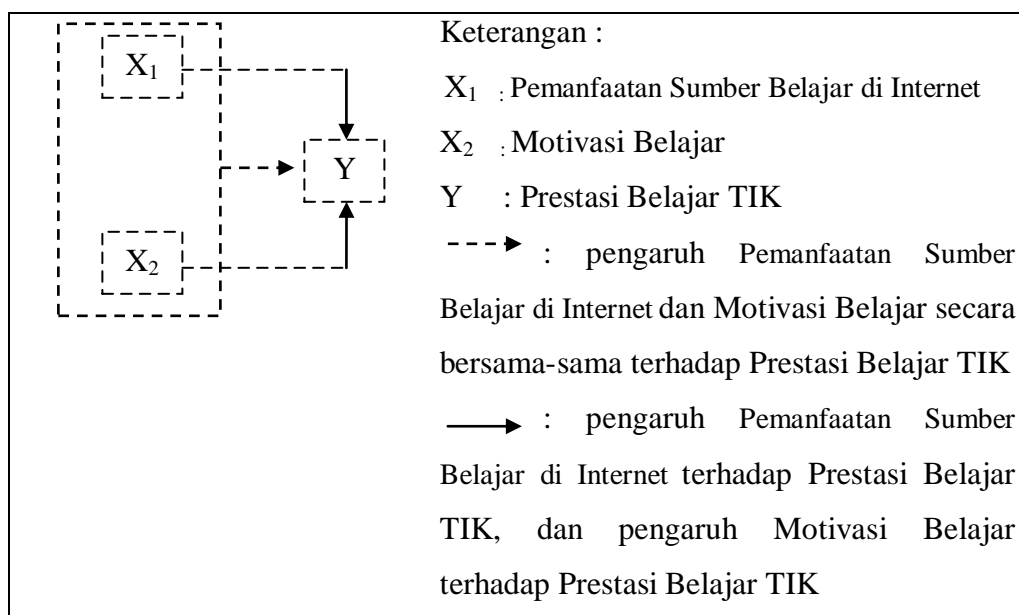 X₁
Y
X₂
Keterangan :
X₁ : Pemanfaatan Sumber Belajar di Internet
X₂ : Motivasi Belajar
Y : Prestasi Belajar TIK
: pengaruh Pemanfaatan Sumber
Belajar di Internet dan Motivasi Belajar secara
bersama-sama terhadap Prestasi Belajar TIK
: pengaruh Pemanfaatan Sumber
Belajar di Internet terhadap Prestasi Belajar
TIK, dan pengaruh Motivasi Belajar
terhadap Prestasi Belajar TIK